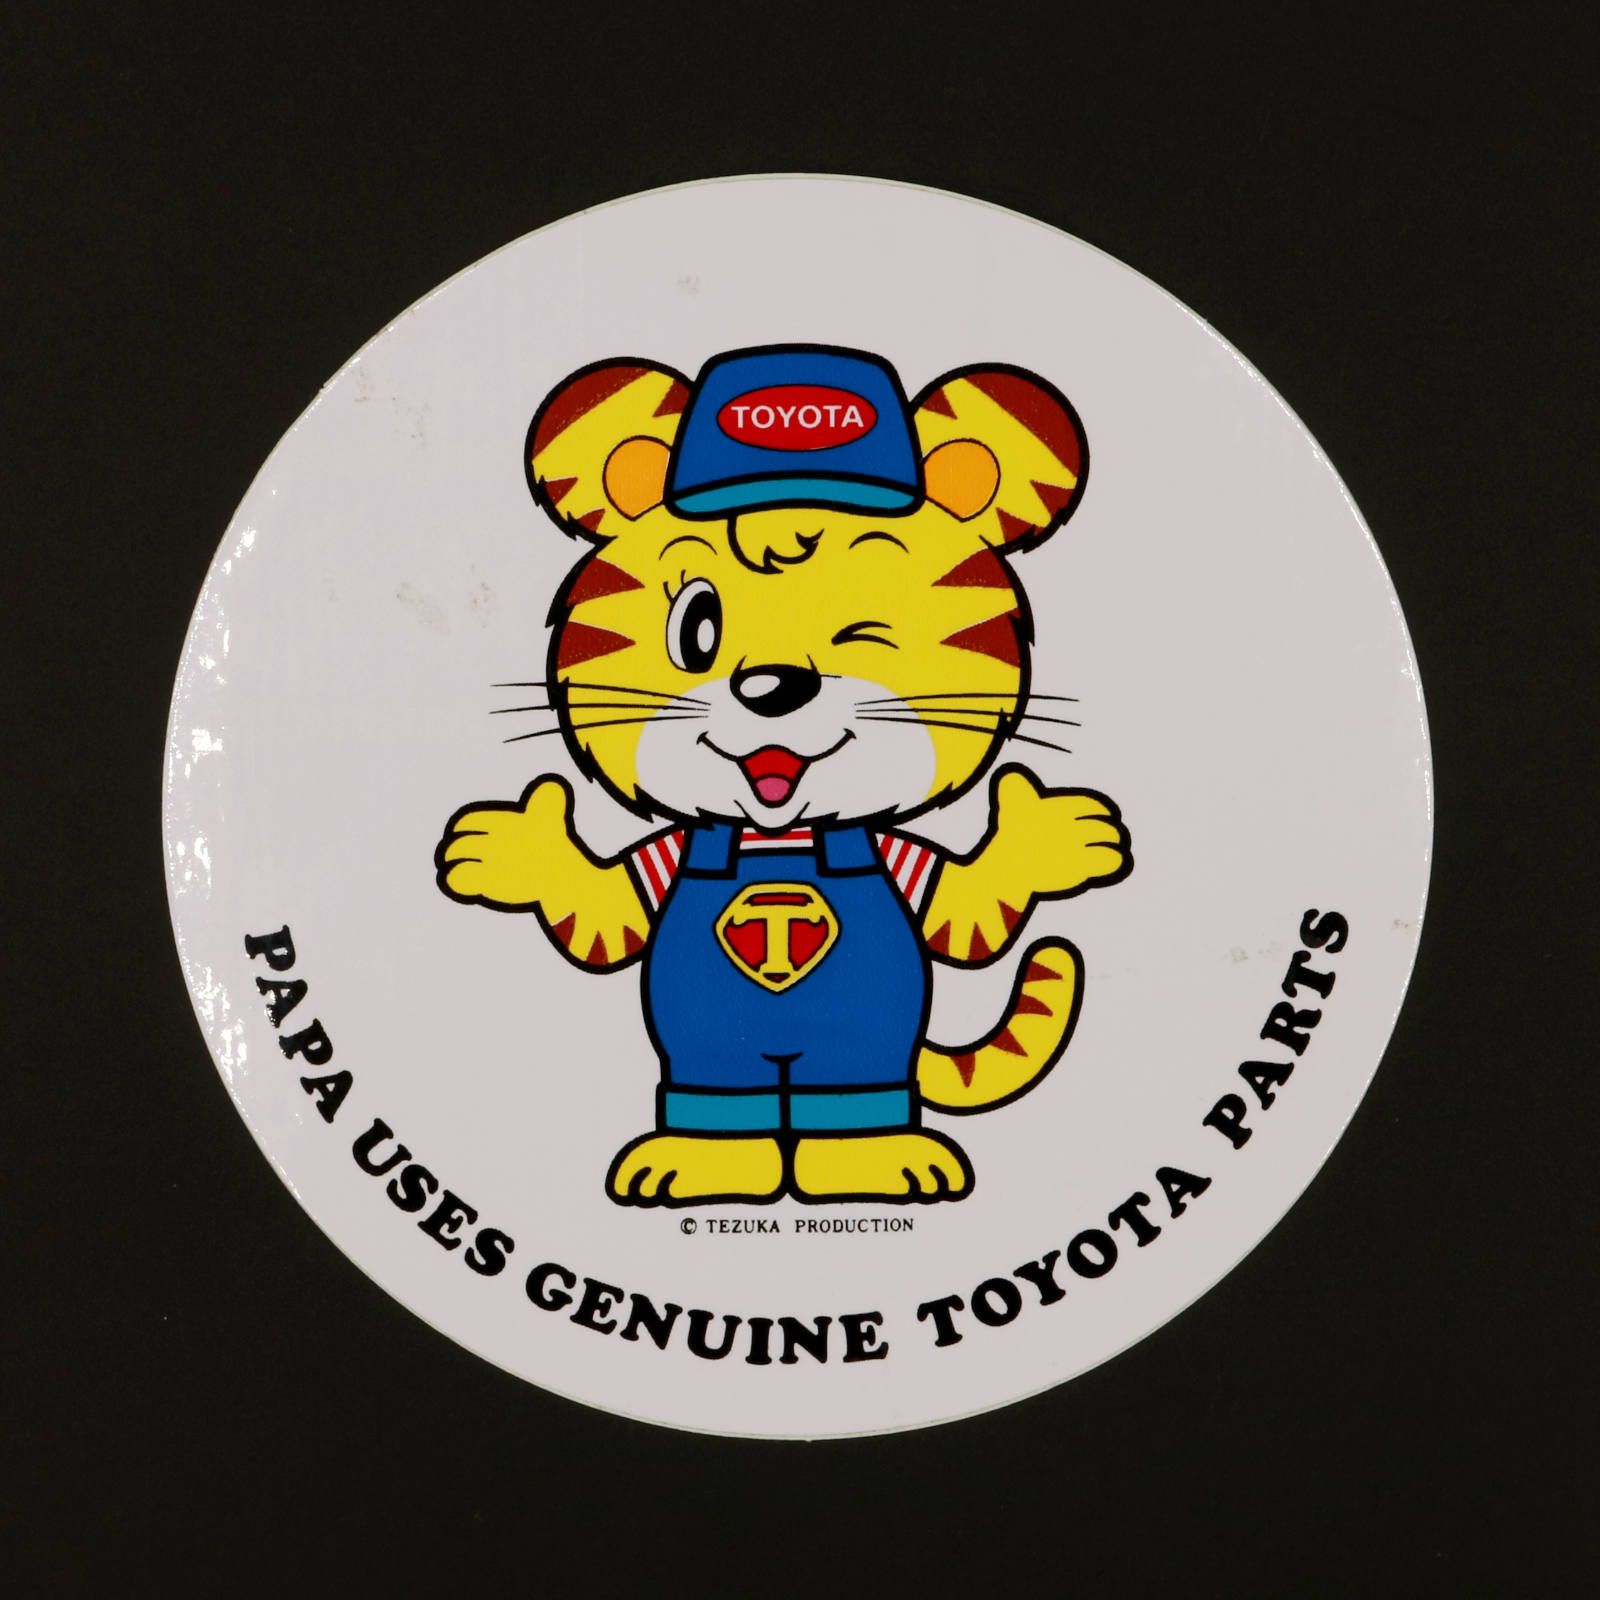 TOYOTA
T
© TEZUKA PRODUCTION
PAPA USES GENUINE TOYOTA PARTS